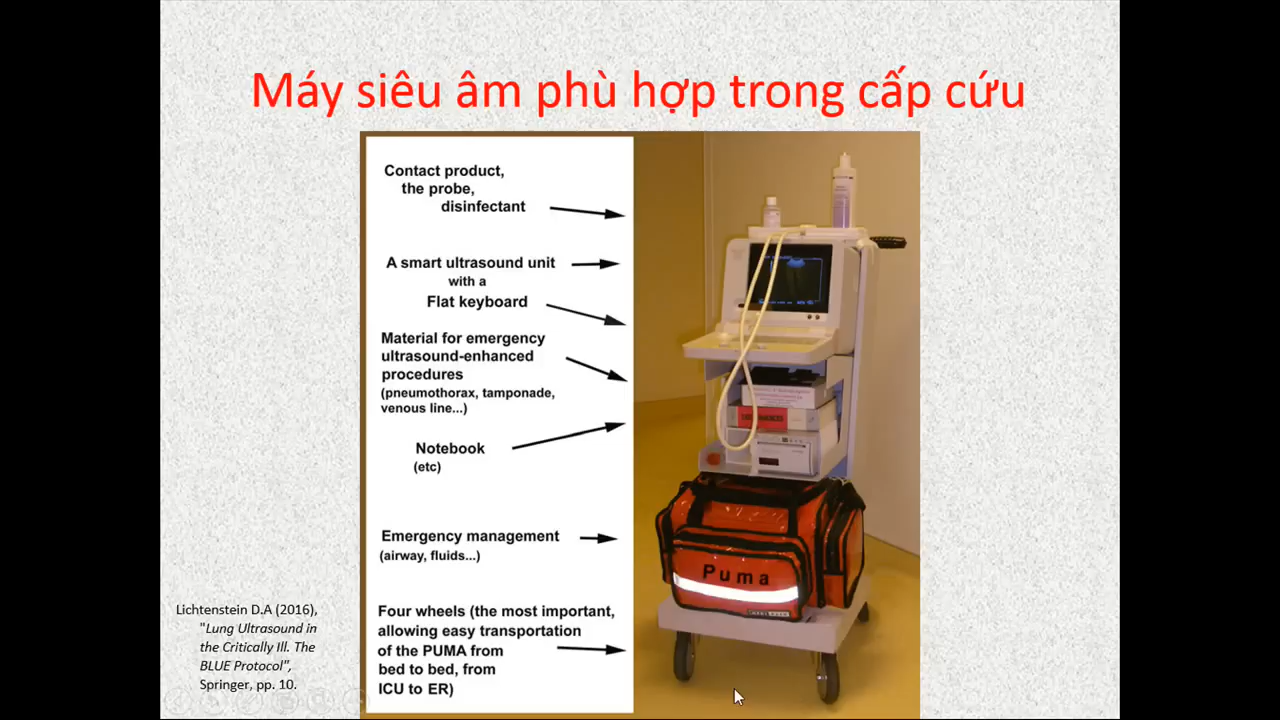 Máy siêu âm phù hợp trong cấp cứu
Contact product,
the probe,
disinfectant
A smart ultrasound unit
with a
Flat keyboard
Material for emergency
ultrasound-enhanced
procedures
(pneumothorax, tamponade,
venous line...)
Notebook
(etc)
Emergency management
(airway, fluids...)
Four wheels (the most important,
allowing easy transportation
of the PUMA from
bed to bed, from
ICU to ER)
Puma
Lichtenstein D.A (2016),
"Lung Ultrasound in
the Critically Ill. The
BLUE Protocol",
Springer, pp. 10.